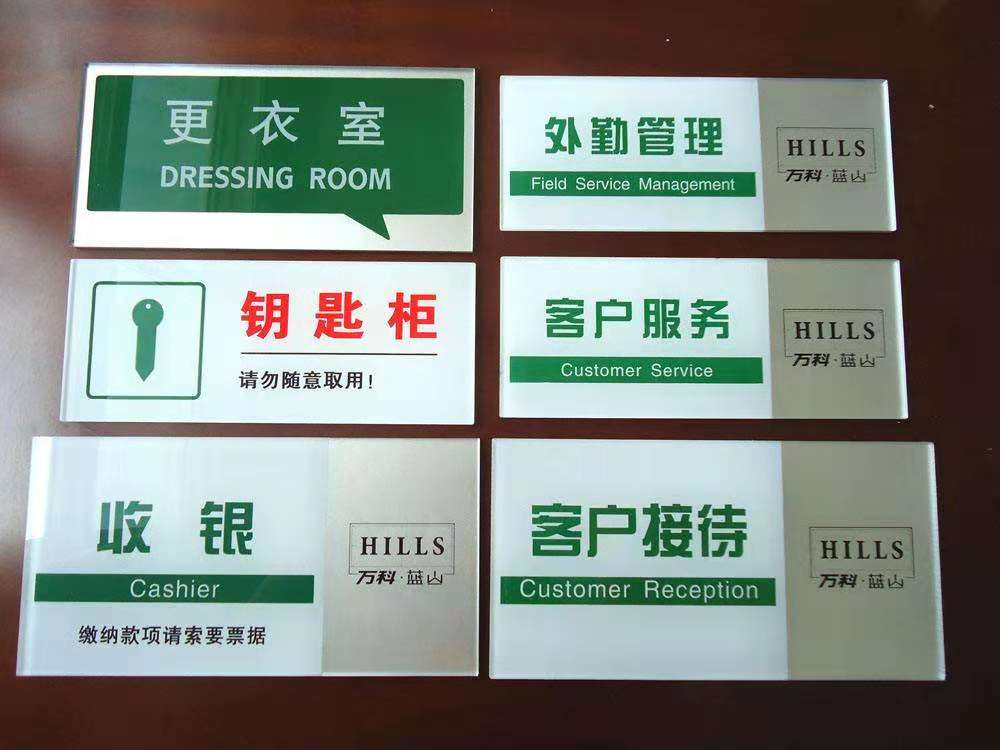 更衣室
DRESSING ROOM
外勤管理
Field Service Management
HILLS
万科·蓝山
钥匙柜
请勿随意取用!
客户服务
Customer Service
HILLS
万科·蓝山
收银
Cashier
缴纳款项请索要票据
HILLS
万科·蓝山
客户接待
Customer Reception
HILLS
万科·蓝山